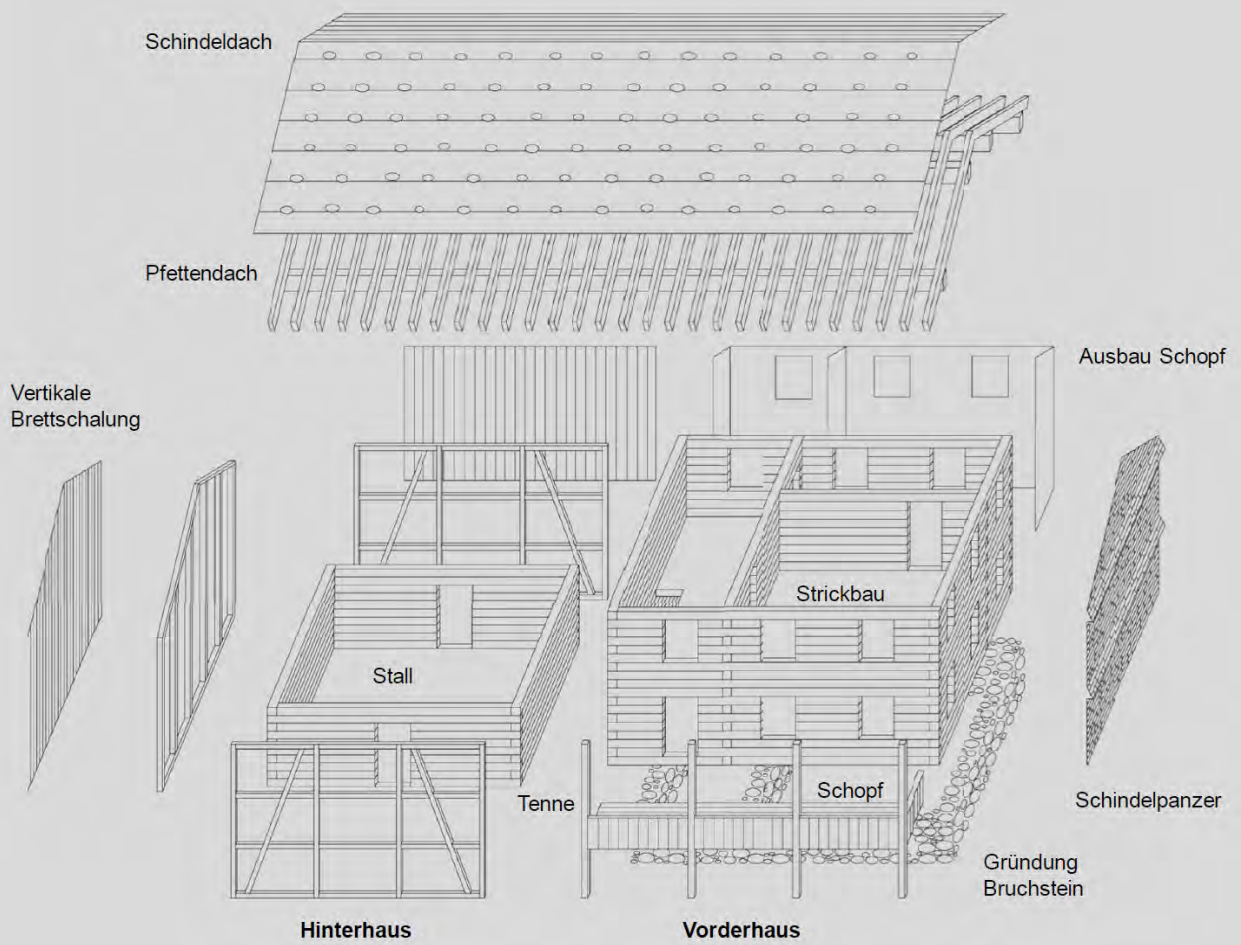 Schindeldach
Pfettendach
Ausbau Schopf
Vertikale
Brettschalung
Strickbau
Stall
Tenne
Schopf
Schindelpanzer
Gründung
Bruchstein
Hinterhaus
Vorderhaus